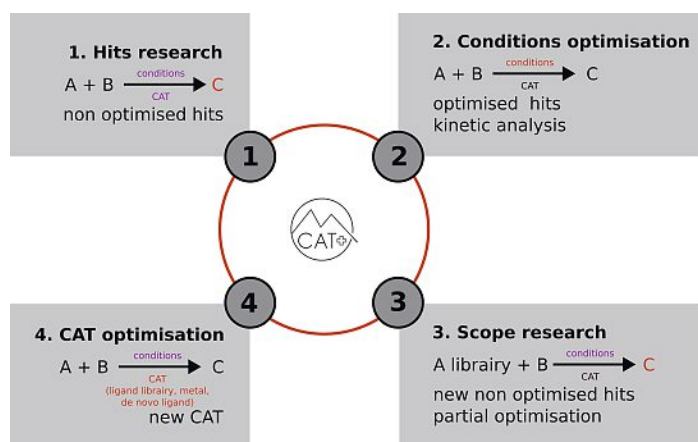 1. Hits research
conditions
A + B C
CAT
non optimised hits
2. Conditions optimisation
conditions
A + B C
CAT
optimised hits
kinetic analysis
1
2
CAT+
4
3
4. CAT optimisation
conditions
A + B C
CAT
(ligand librairy, metal,
de novo ligand)
new CAT
3. Scope research
conditions
A librairy + B C
CAT
new non optimised hits
partial optimisation